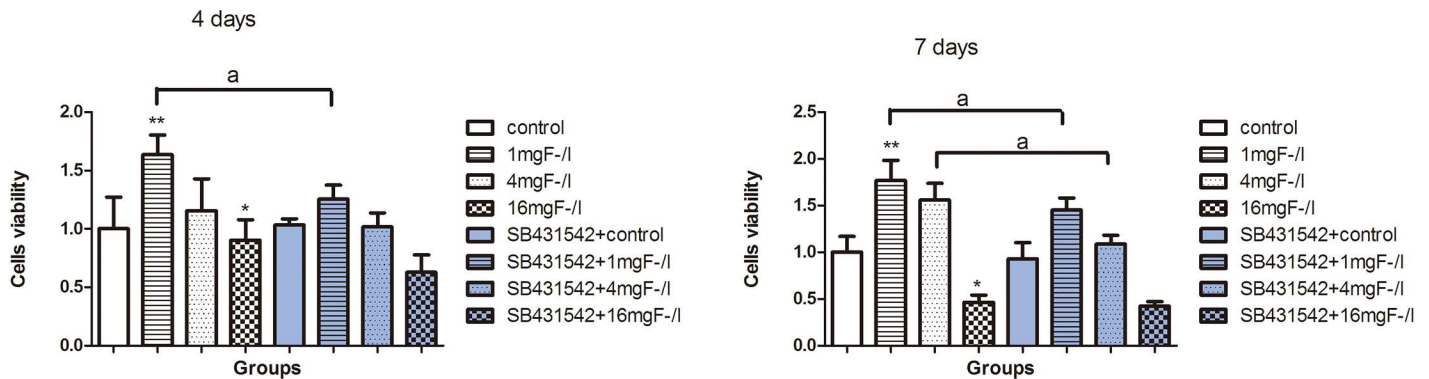 4 days
a
**
*
2.0
1.5
1.0
0.5
0.0
Cells viability
Groups
control
1mgF-/l
4mgF-/l
16mgF-/l
SB431542+control
SB431542+1mgF-/l
SB431542+4mgF-/l
SB431542+16mgF-/l
7 days
a
a
**
*
2.5
2.0
1.5
1.0
0.5
0.0
Cells viability
Groups
control
1mgF-/l
4mgF-/l
16mgF-/l
SB431542+control
SB431542+1mgF-/l
SB431542+4mgF-/l
SB431542+16mgF-/l